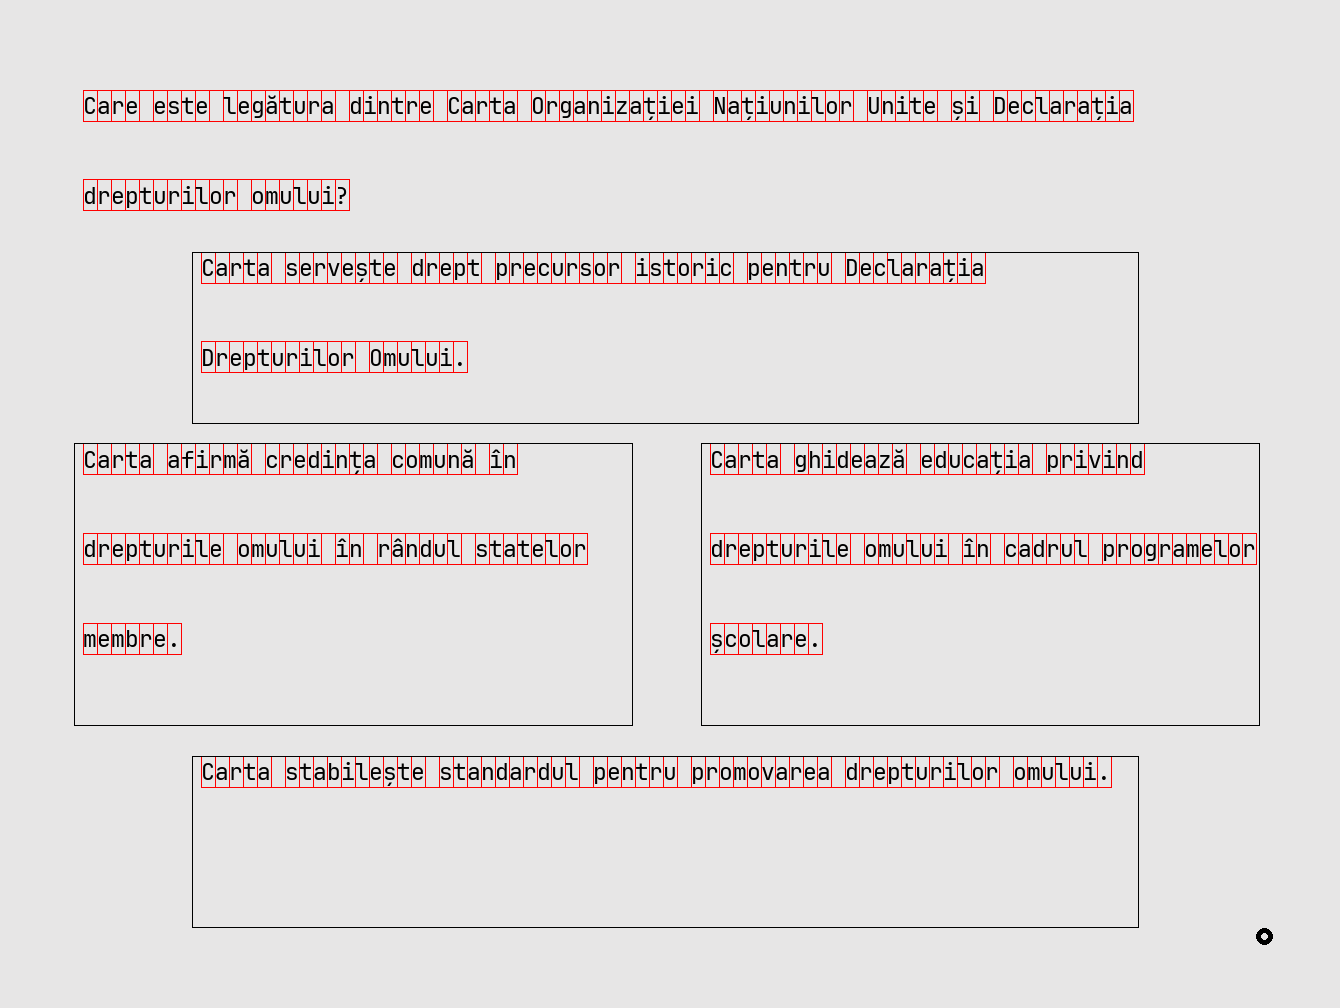 Care este legătura dintre Carta Organizației Națiunilor Unite și Declarația
drepturilor omului?
Carta servește drept precursor istoric pentru Declarația
Drepturilor Omului.
Carta afirmă credința comună în
drepturile omului în rândul statelor
membre.
Carta ghidează educația privind
drepturile omului în cadrul programelor
școlare.
Carta stabilește standardul pentru promovarea drepturilor omului.